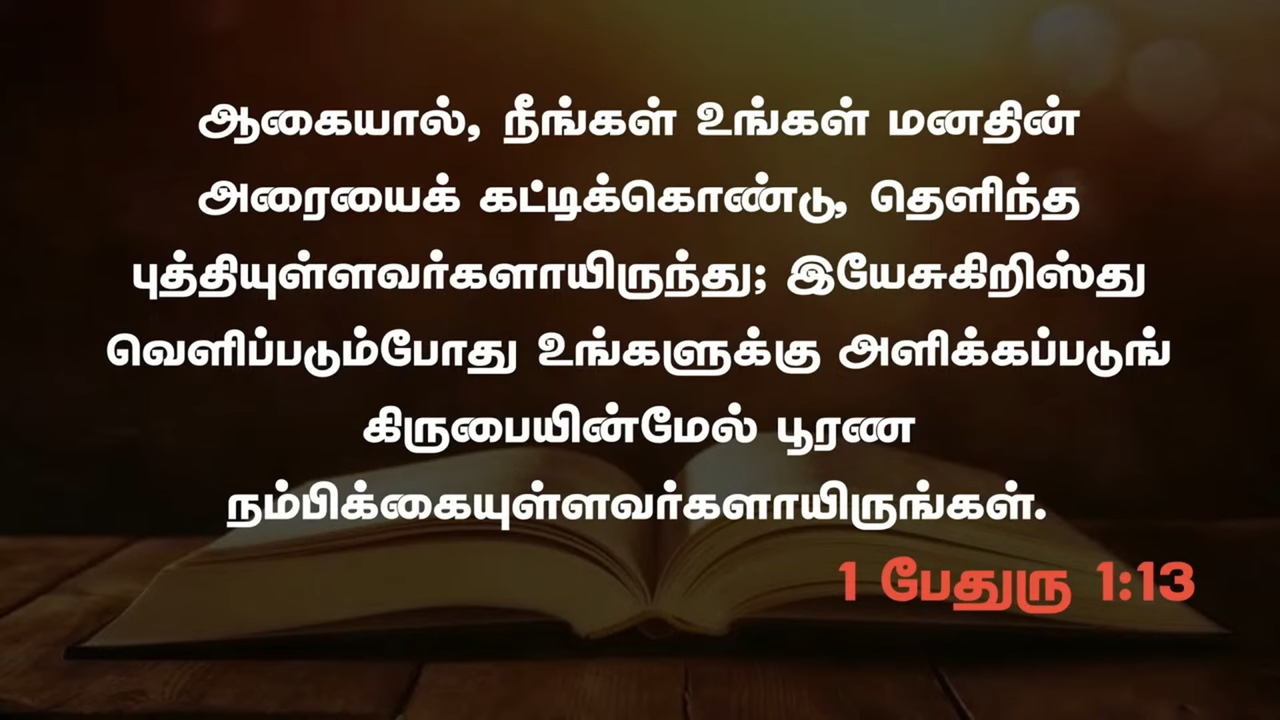 ஆகையால், நீங்கள் உங்கள் மனதின்
அரையைக் கட்டிக்கொண்டு, தெளிந்த
புத்தியுள்ளவர்களாயிருந்து; இயேசுகிறிஸ்து
வெளிப்படும்போது உங்களுக்கு அளிக்கப்படுங்
கிருபையின்மேல் பூரண
நம்பிக்கையுள்ளவர்களாயிருங்கள்.
1 பேதுரு 1:13